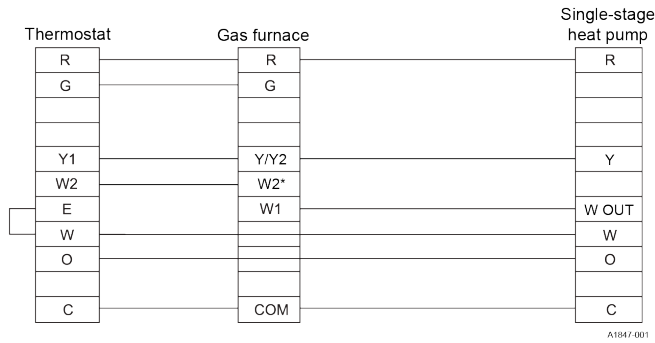 Single-stage
Thermostat Gas furnace heat pump
R R R
G G
Y1 Y/Y2 Y
W2 W2*
E W1 W OUT
W W
O O
C COM C
A1847-001